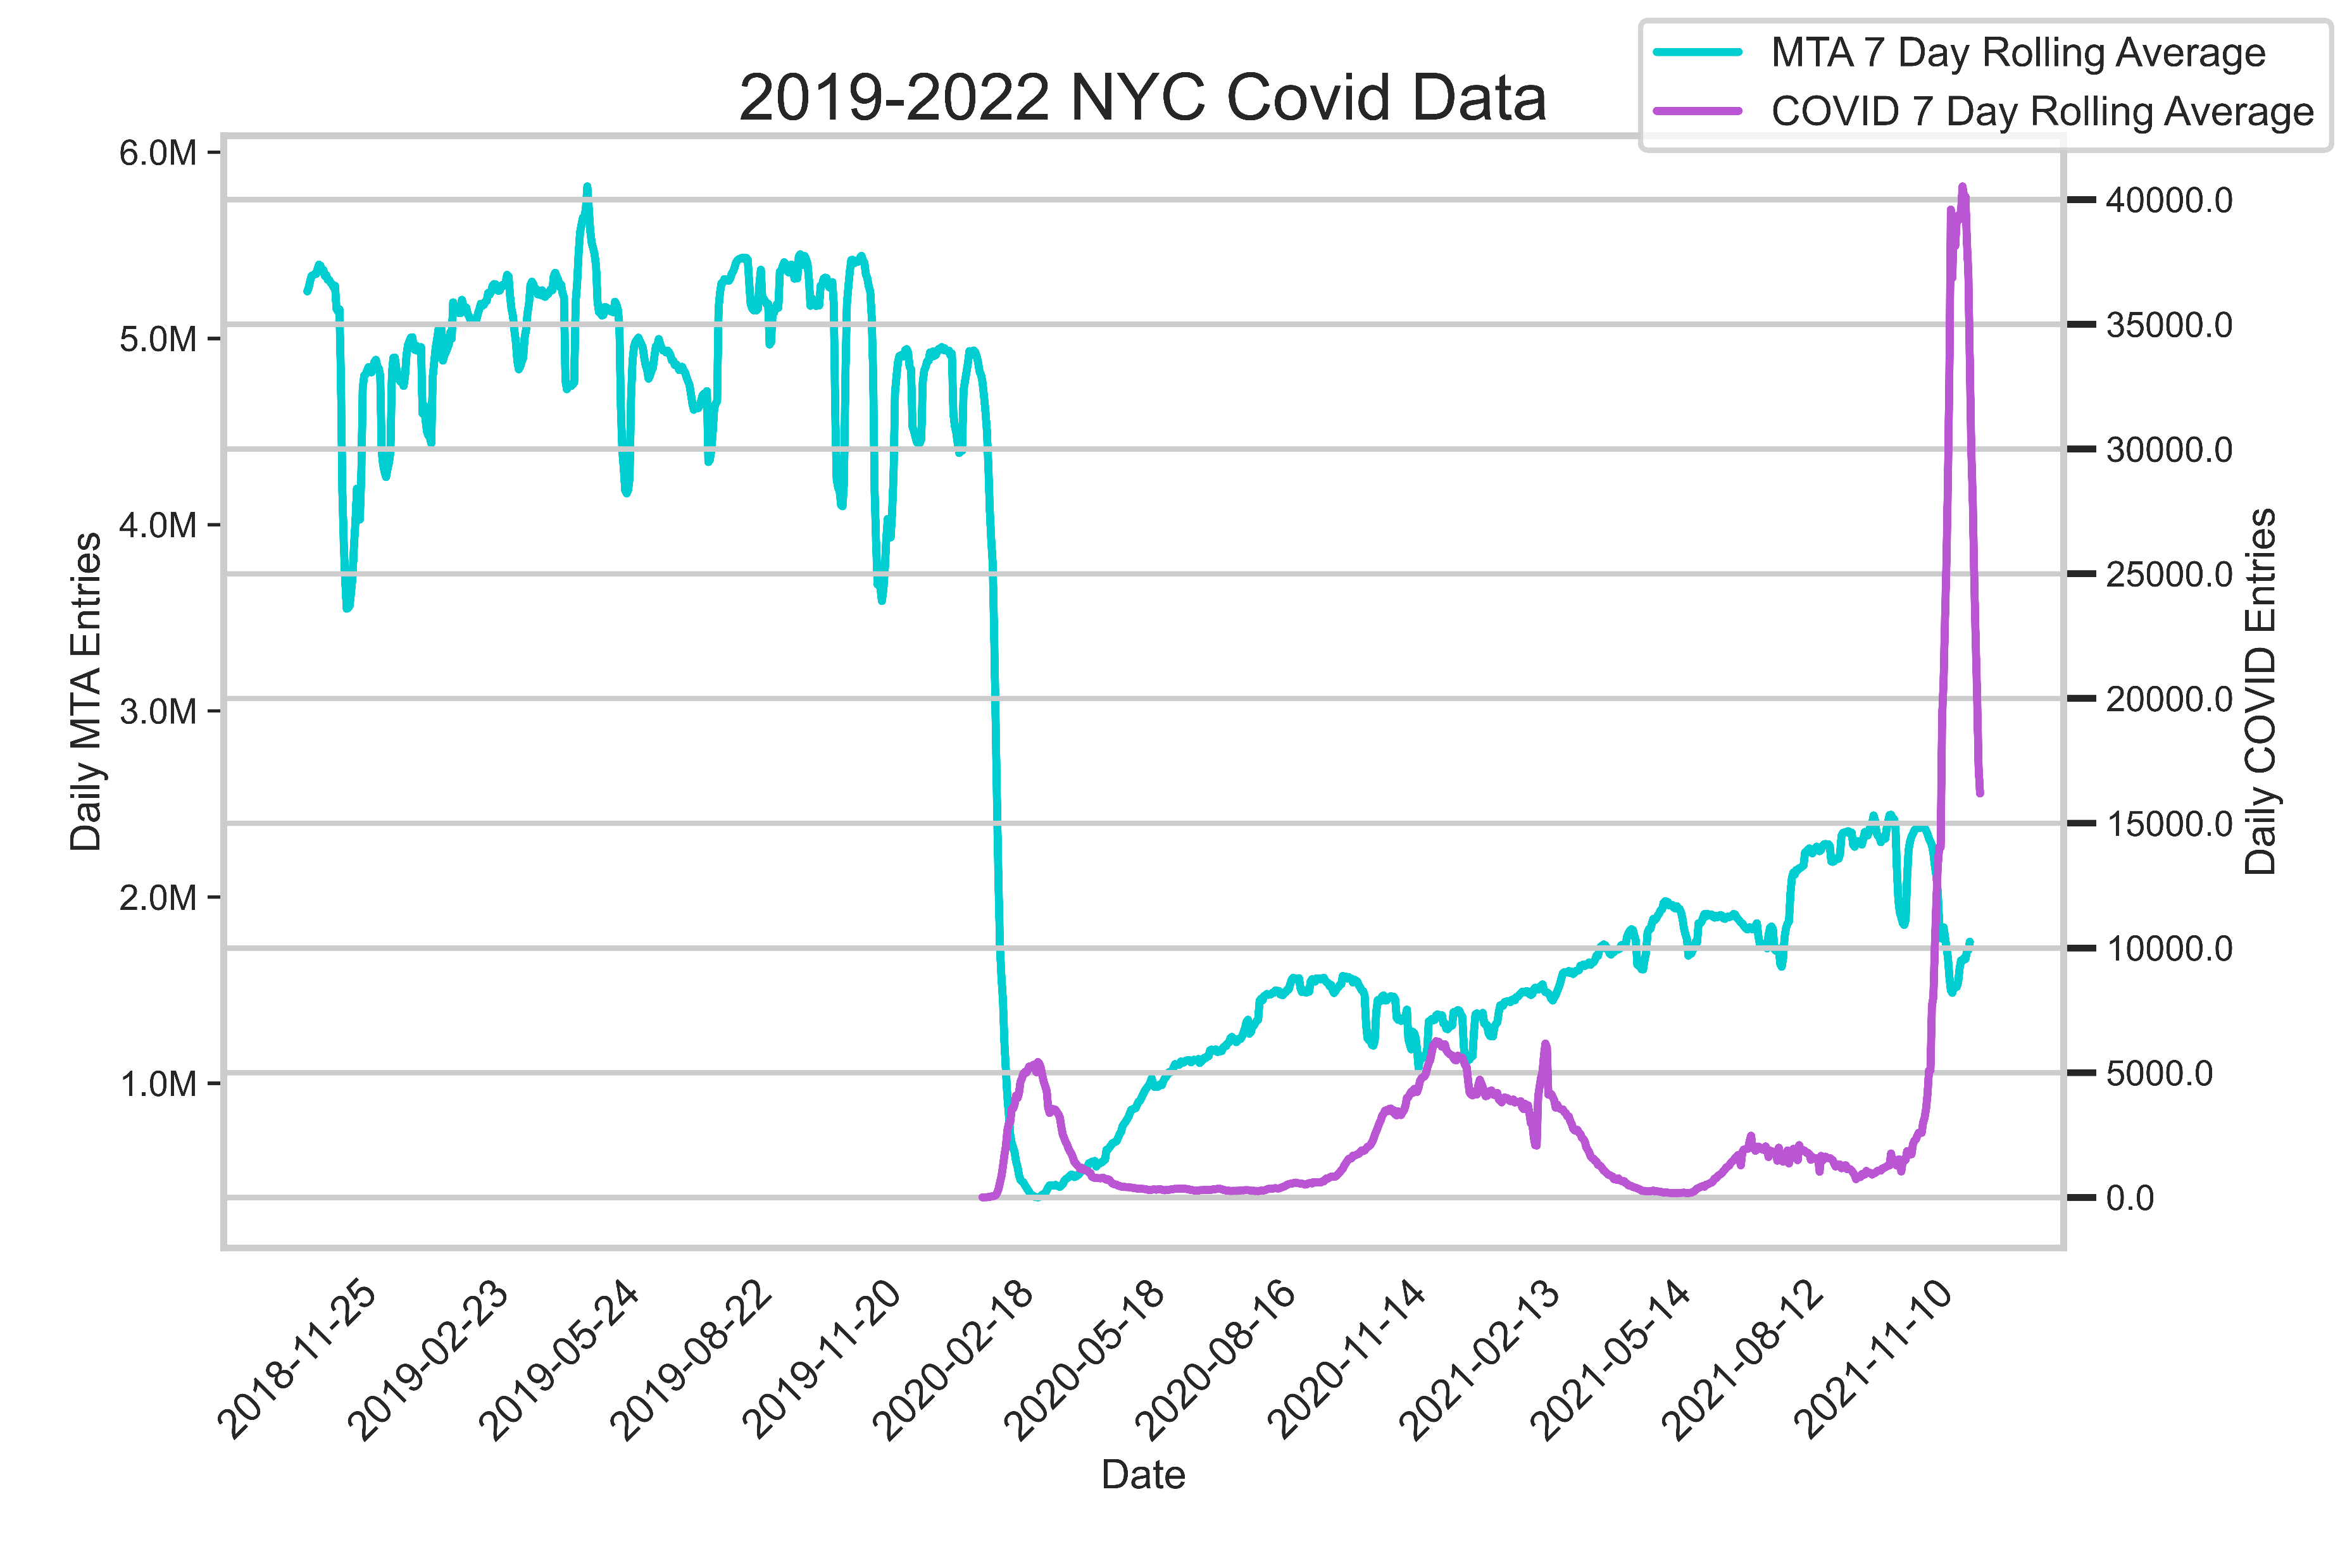 2019-2022 NYC Covid Data
MTA 7 Day Rolling Average
COVID 7 Day Rolling Average
Daily MTA Entries
6.0M
5.0M
4.0M
3.0M
2.0M
1.0M
40000.0
35000.0
30000.0
25000.0
20000.0
15000.0
10000.0
5000.0
0.0
Daily COVID Entries
2018-11-25
2019-02-23
2019-05-24
2019-08-22
2019-11-20
2020-02-18
2020-05-18
2020-08-16
2020-11-14
2021-02-13
2021-05-14
2021-08-12
2021-11-10
Date